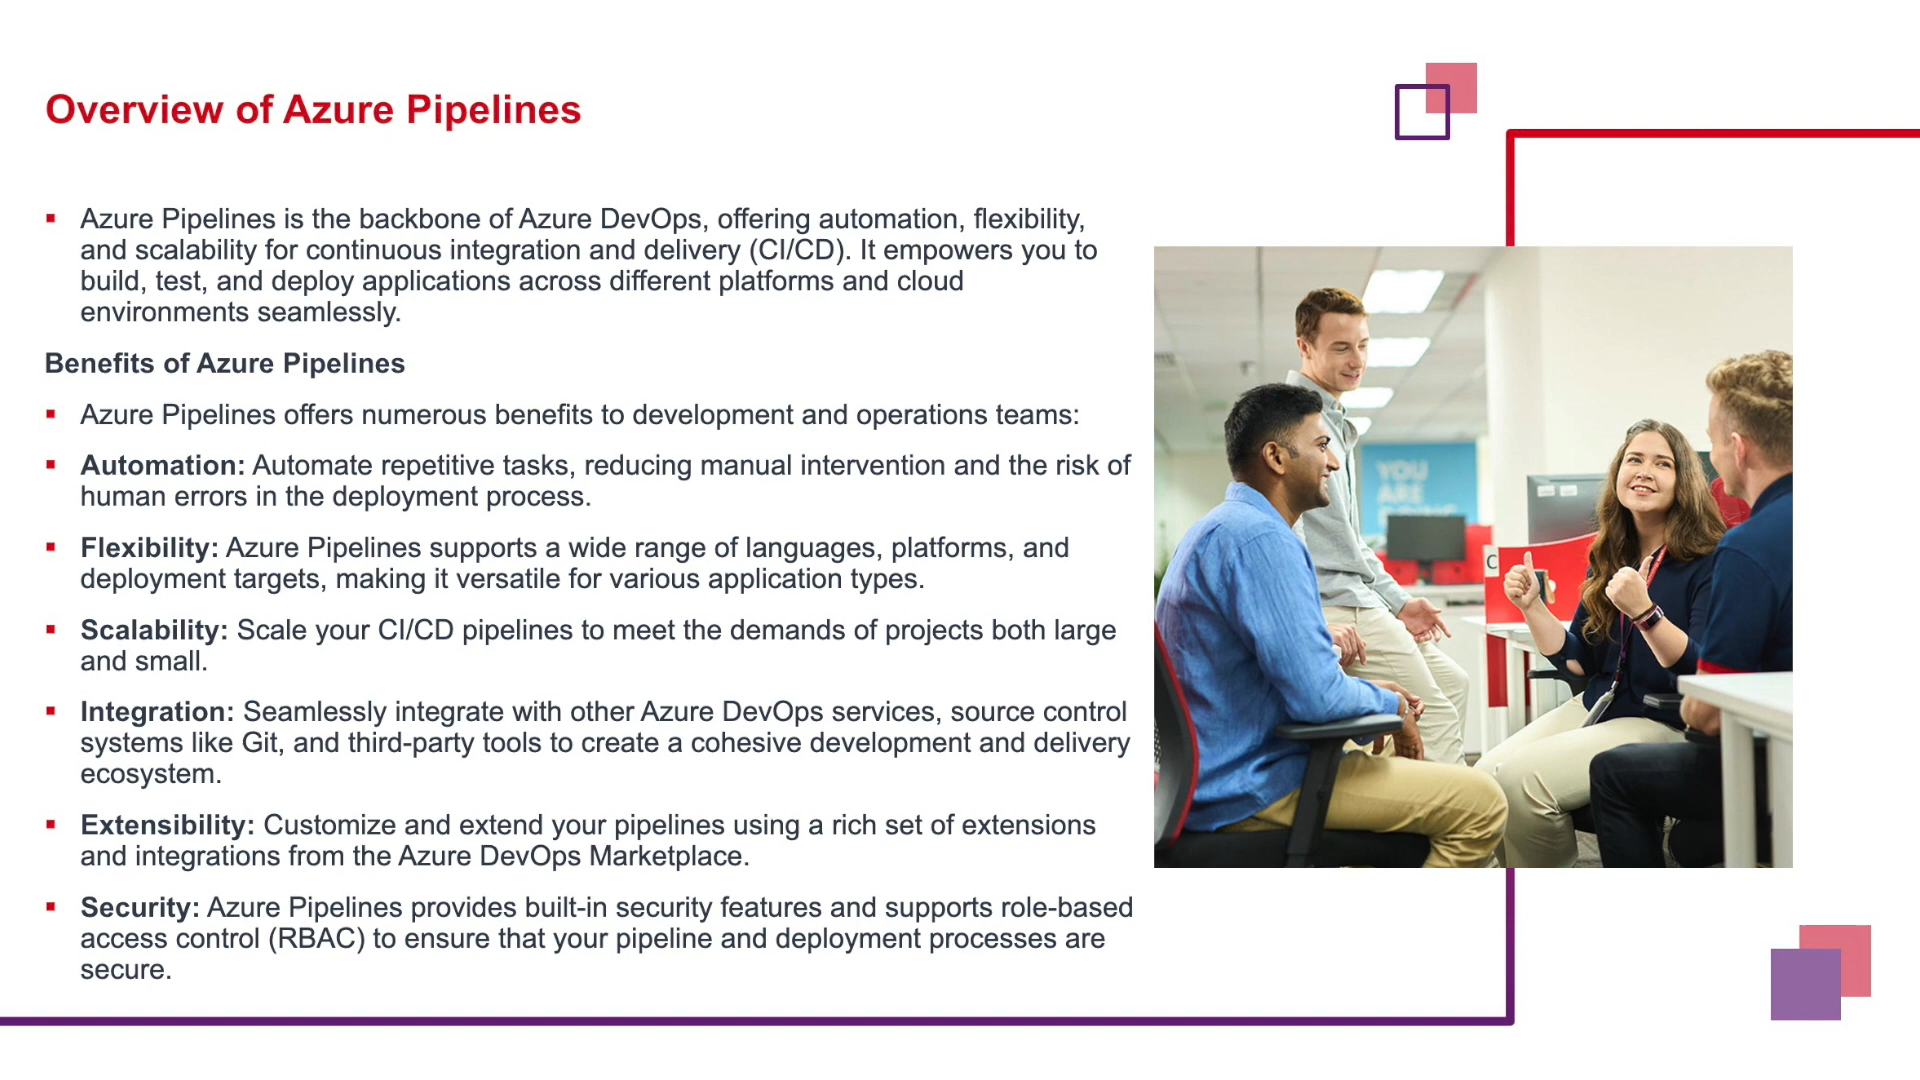 Overview of Azure Pipelines
▪ Azure Pipelines is the backbone of Azure DevOps, offering automation, flexibility,
and scalability for continuous integration and delivery (CI/CD). It empowers you to
build, test, and deploy applications across different platforms and cloud
environments seamlessly.
Benefits of Azure Pipelines
▪ Azure Pipelines offers numerous benefits to development and operations teams:
▪ Automation: Automate repetitive tasks, reducing manual intervention and the risk of
human errors in the deployment process.
▪ Flexibility: Azure Pipelines supports a wide range of languages, platforms, and
deployment targets, making it versatile for various application types.
▪ Scalability: Scale your CI/CD pipelines to meet the demands of projects both large
and small.
▪ Integration: Seamlessly integrate with other Azure DevOps services, source control
systems like Git, and third-party tools to create a cohesive development and delivery
ecosystem.
▪ Extensibility: Customize and extend your pipelines using a rich set of extensions
and integrations from the Azure DevOps Marketplace.
▪ Security: Azure Pipelines provides built-in security features and supports role-based
access control (RBAC) to ensure that your pipeline and deployment processes are
secure.
YOU
ARE
C